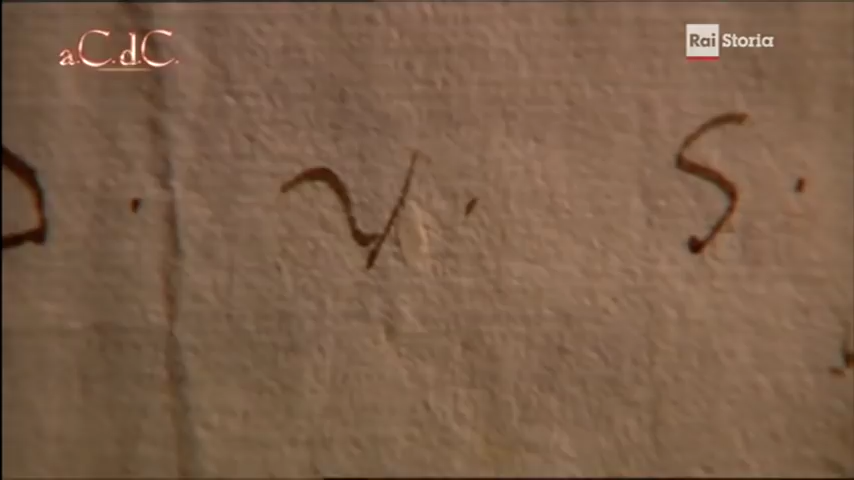 a.C.d.C.
Rai Storia
D . V . S .